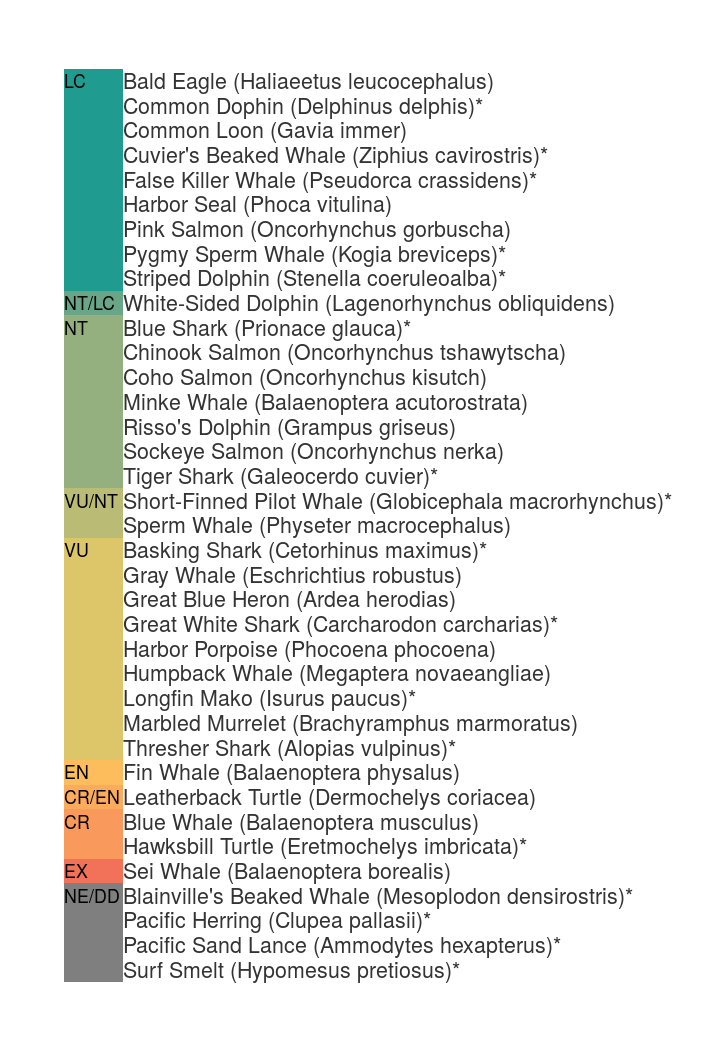 LC Bald Eagle (Haliaeetus leucocephalus)
Common Dophin (Delphinus delphis)*
Common Loon (Gavia immer)
Cuvier's Beaked Whale (Ziphius cavirostris)*
False Killer Whale (Pseudorca crassidens)*
Harbor Seal (Phoca vitulina)
Pink Salmon (Oncorhynchus gorbuscha)
Pygmy Sperm Whale (Kogia breviceps)*
Striped Dolphin (Stenella coeruleoalba)*
NT/LC White-Sided Dolphin (Lagenorhynchus obliquidens)
NT Blue Shark (Prionace glauca)*
Chinook Salmon (Oncorhynchus tshawytscha)
Coho Salmon (Oncorhynchus kisutch)
Minke Whale (Balaenoptera acutorostrata)
Risso's Dolphin (Grampus griseus)
Sockeye Salmon (Oncorhynchus nerka)
Tiger Shark (Galeocerdo cuvier)*
VU/NT Short-Finned Pilot Whale (Globicephala macrorhynchus)*
Sperm Whale (Physeter macrocephalus)
VU Basking Shark (Cetorhinus maximus)*
Gray Whale (Eschrichtius robustus)
Great Blue Heron (Ardea herodias)
Great White Shark (Carcharodon carcharias)*
Harbor Porpoise (Phocoena phocoena)
Humpback Whale (Megaptera novaeangliae)
Longfin Mako (Isurus paucus)*
Marbled Murrelet (Brachyramphus marmoratus)
Thresher Shark (Alopias vulpinus)*
EN Fin Whale (Balaenoptera physalus)
CR/EN Leatherback Turtle (Dermochelys coriacea)
CR Blue Whale (Balaenoptera musculus)
Hawksbill Turtle (Eretmochelys imbricata)*
EX Sei Whale (Balaenoptera borealis)
NE/DD Blainville's Beaked Whale (Mesoplodon densirostris)*
Pacific Herring (Clupea pallasii)*
Pacific Sand Lance (Ammodytes hexapterus)*
Surf Smelt (Hypomesus pretiosus)*